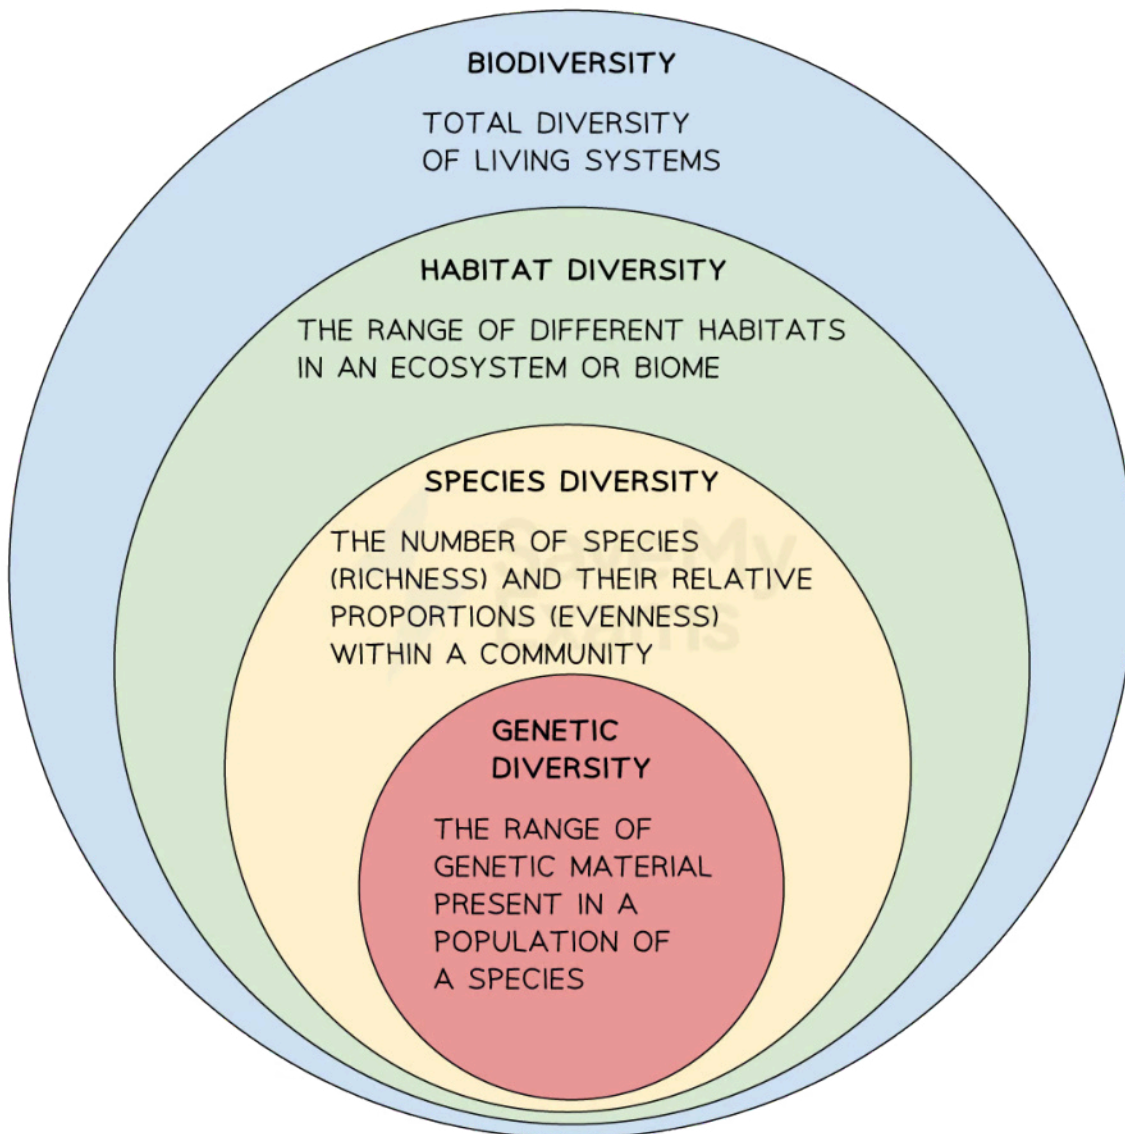 BIODIVERSITY
TOTAL DIVERSITY
OF LIVING SYSTEMS
HABITAT DIVERSITY
THE RANGE OF DIFFERENT HABITATS
IN AN ECOSYSTEM OR BIOME
SPECIES DIVERSITY
THE NUMBER OF SPECIES
(RICHNESS) AND THEIR RELATIVE
PROPORTIONS (EVENNESS)
WITHIN A COMMUNITY
SaveMy
Exams
GENETIC
DIVERSITY
THE RANGE OF
GENETIC MATERIAL
PRESENT IN A
POPULATION OF
A SPECIES